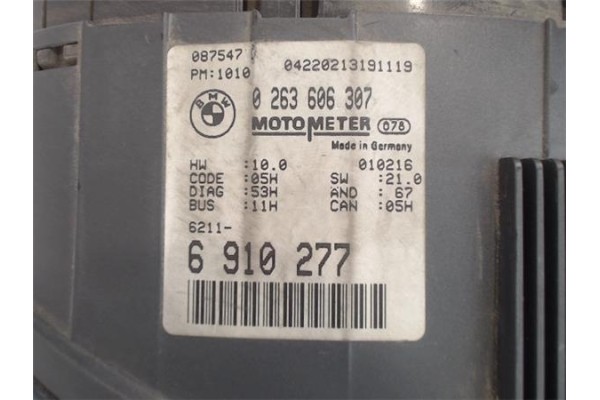 087547 04220213191119
PM:1010
BMW 0 263 606 307
MOTOMETER 076
Made in Germany
HW :10.0 010216
CODE :05H SW :21.0
DIAG :53H AND : 67
BUS :11H CAN :05H
6211-
6 910 277